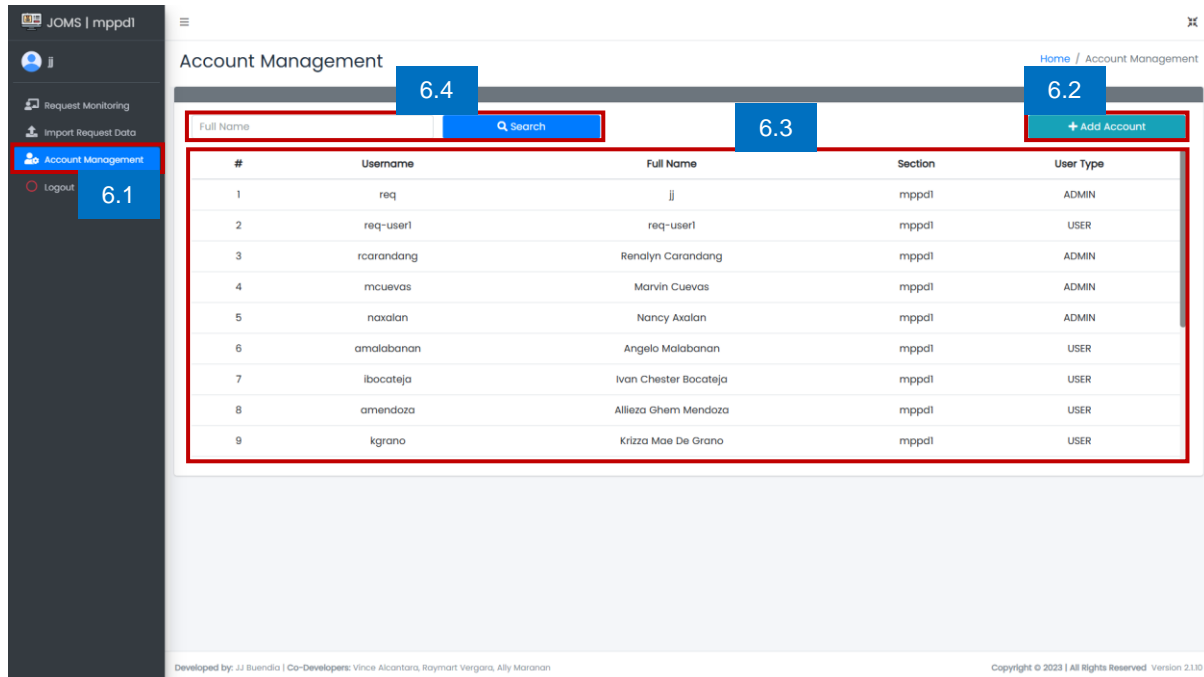 JOMS | mppd1
jj
Request Monitoring
Import Request Data
Account Management
Logout
6.1
Account Management
Home / Account Management
6.4
6.3
6.2
Full Name
Search
+ Add Account
# Username Full Name Section User Type
1 req jj mppd1 ADMIN
2 req-user1 req-user1 mppd1 USER
3 rcarandang Renalyn Carandang mppd1 ADMIN
4 mcuevas Marvin Cuevas mppd1 ADMIN
5 naxalan Nancy Axalan mppd1 ADMIN
6 amalabanan Angelo Malabanan mppd1 USER
7 ibocateja Ivan Chester Bocateja mppd1 USER
8 amendoza Allieza Ghem Mendoza mppd1 USER
9 kgrano Krizza Mae De Grano mppd1 USER
Developed by: JJ Buendia | Co-Developers: Vince Alcantara, Raymart Vergara, Ally Maranan
Copyright © 2023 | All Rights Reserved Version 2.1.10